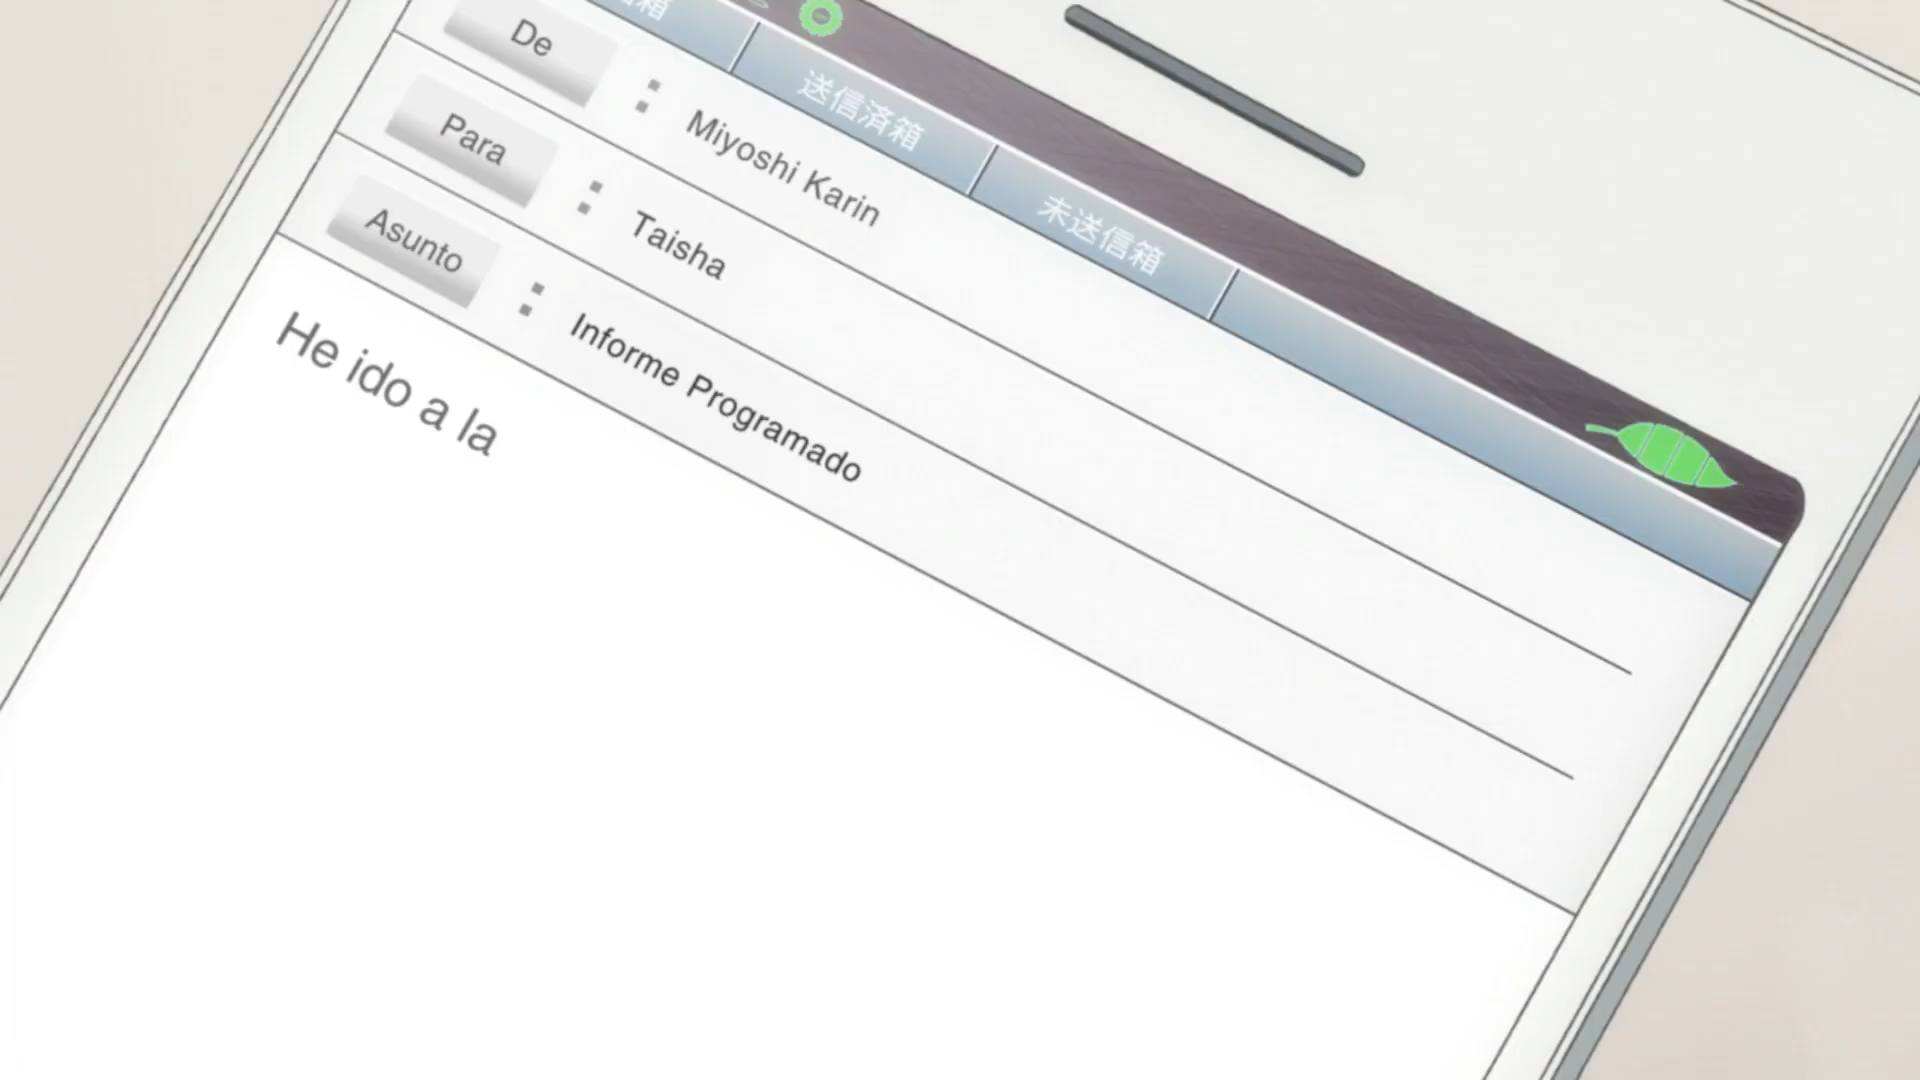 箱
送信済箱
未送信箱
De : Miyoshi Karin
Para : Taisha
Asunto : Informe Programado
He ido a la